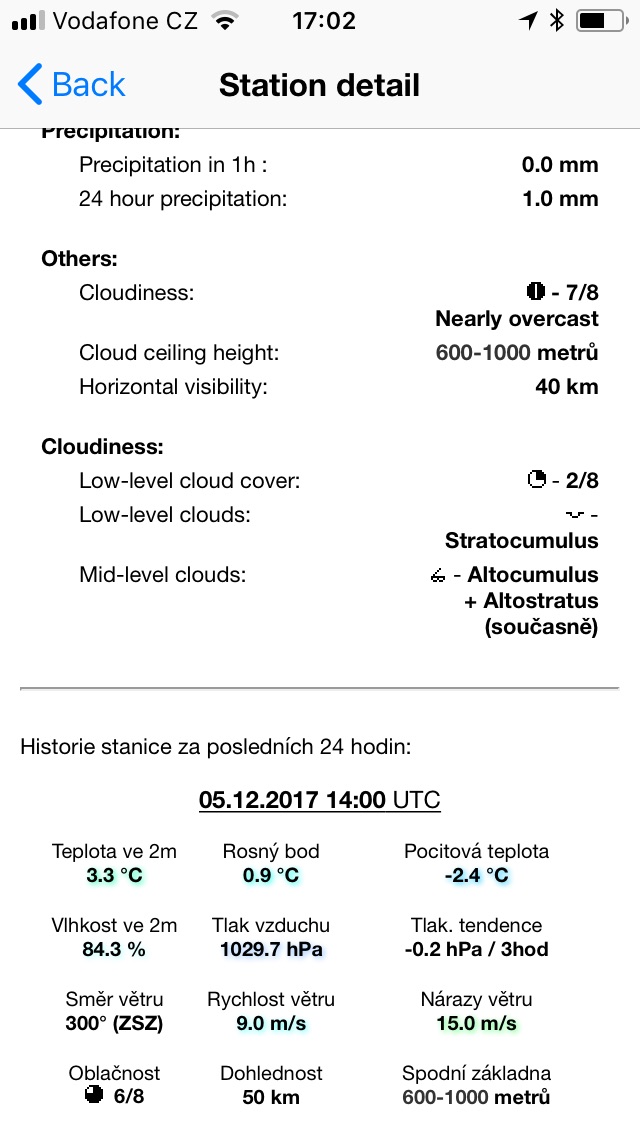 Vodafone CZ 17:02
Back Station detail
Precipitation:
Precipitation in 1h : 0.0 mm
24 hour precipitation: 1.0 mm
Others:
Cloudiness: - 7/8
Nearly overcast
Cloud ceiling height: 600-1000 metrů
Horizontal visibility: 40 km
Cloudiness:
Low-level cloud cover: - 2/8
Low-level clouds: -
Stratocumulus
Mid-level clouds: - Altocumulus
+ Altostratus
(současně)
Historie stanice za posledních 24 hodin:
05.12.2017 14:00 UTC
Teplota ve 2m Rosný bod Pocitová teplota
3.3 °C 0.9 °C -2.4 °C
Vlhkost ve 2m Tlak vzduchu Tlak. tendence
84.3 % 1029.7 hPa -0.2 hPa / 3hod
Směr větru Rychlost větru Nárazy větru
300° (ZSZ) 9.0 m/s 15.0 m/s
Oblačnost Dohlednost Spodní základna
6/8 50 km 600-1000 metrů